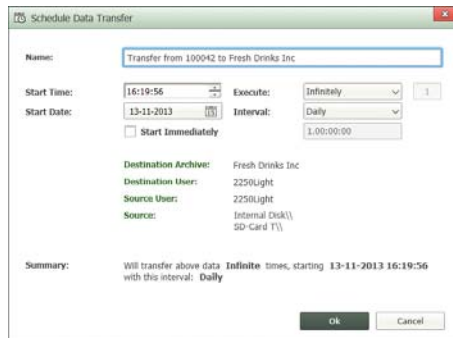 Schedule Data Transfer
Name: Transfer from 100042 to Fresh Drinks Inc
Start Time: 16:19:56 Execute: Infinitely 1
Start Date: 13-11-2013 Interval: Daily
Start Immediately 1.00:00:00
Destination Archive: Fresh Drinks Inc
Destination User: 2250Light
Source User: 2250Light
Source: Internal Disk\\
SD-Card T\\
Summary: Will transfer above data Infinite times, starting 13-11-2013 16:19:56
with this interval: Daily
Ok Cancel